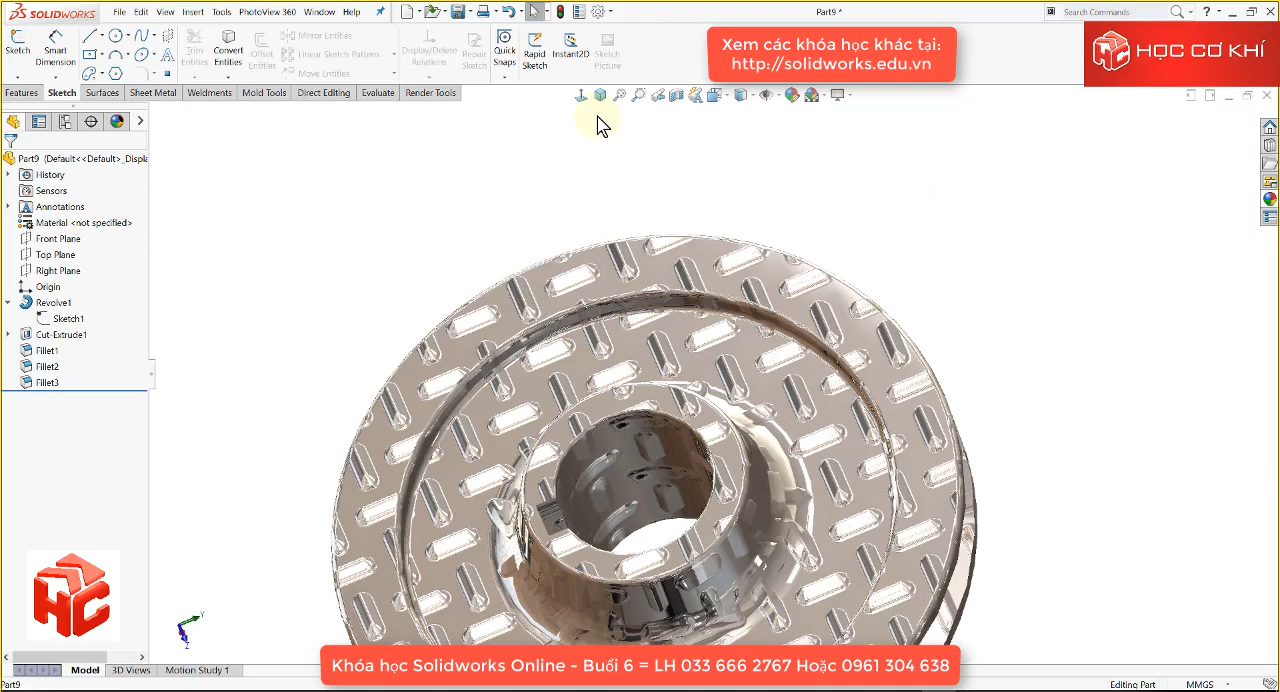 SOLIDWORKS
File Edit View Insert Tools PhotoView 360 Window Help
Part9 *
Search Commands
?
Sketch
Smart Dimension
Trim Entities
Convert Entities
Offset Entities
Mirror Entities
Linear Sketch Pattern
Move Entities
Display/Delete Relations
Repair Sketch
Quick Snaps
Rapid Sketch
Instant2D
Sketch Picture
Xem các khóa học khác tại:
http://solidworks.edu.vn
HC
HỌC CƠ KHÍ
Features Sketch Surfaces Sheet Metal Weldments Mold Tools Direct Editing Evaluate Render Tools
Part9 (Default<<Default>_Displa
History
Sensors
Annotations
Material <not specified>
Front Plane
Top Plane
Right Plane
Origin
Revolve1
Sketch1
Cut-Extrude1
Fillet1
Fillet2
Fillet3
HC
Y
Z
Khóa học Solidworks Online - Buổi 6 = LH 033 666 2767 Hoặc 0961 304 638
Model 3D Views Motion Study 1
Part9
Editing Part
MMGS